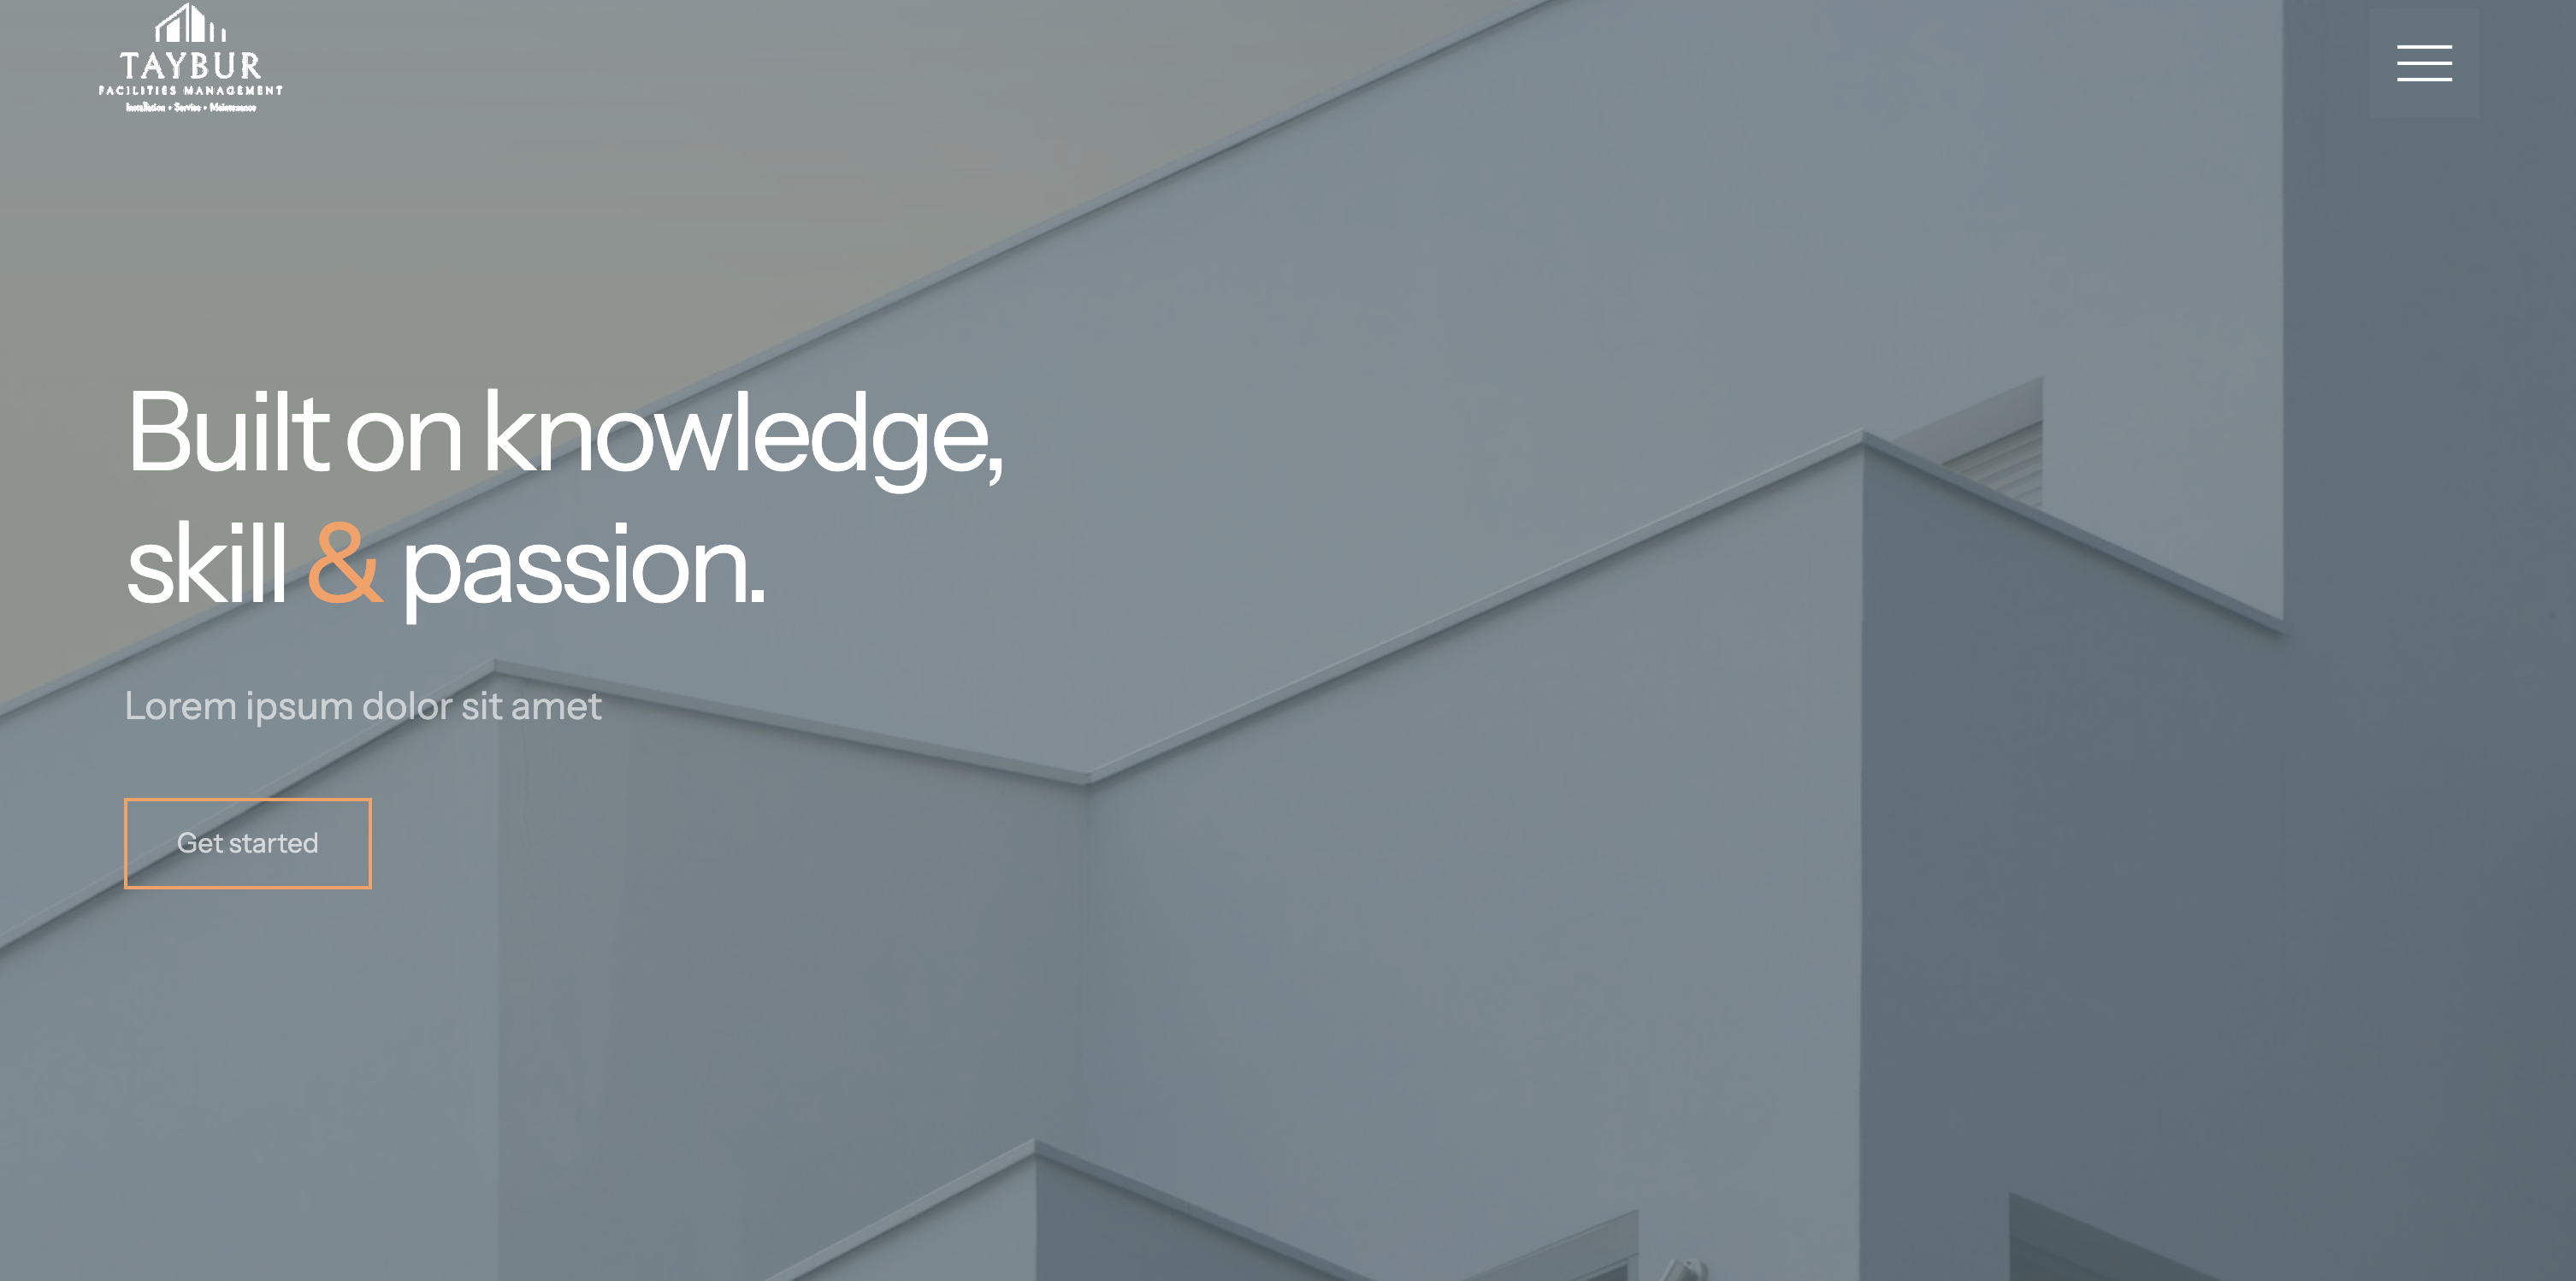 TAYBUR
FACILITIES MANAGEMENT
Installation • Service • Maintenance
Built on knowledge,
skill & passion.
Lorem ipsum dolor sit amet
Get started